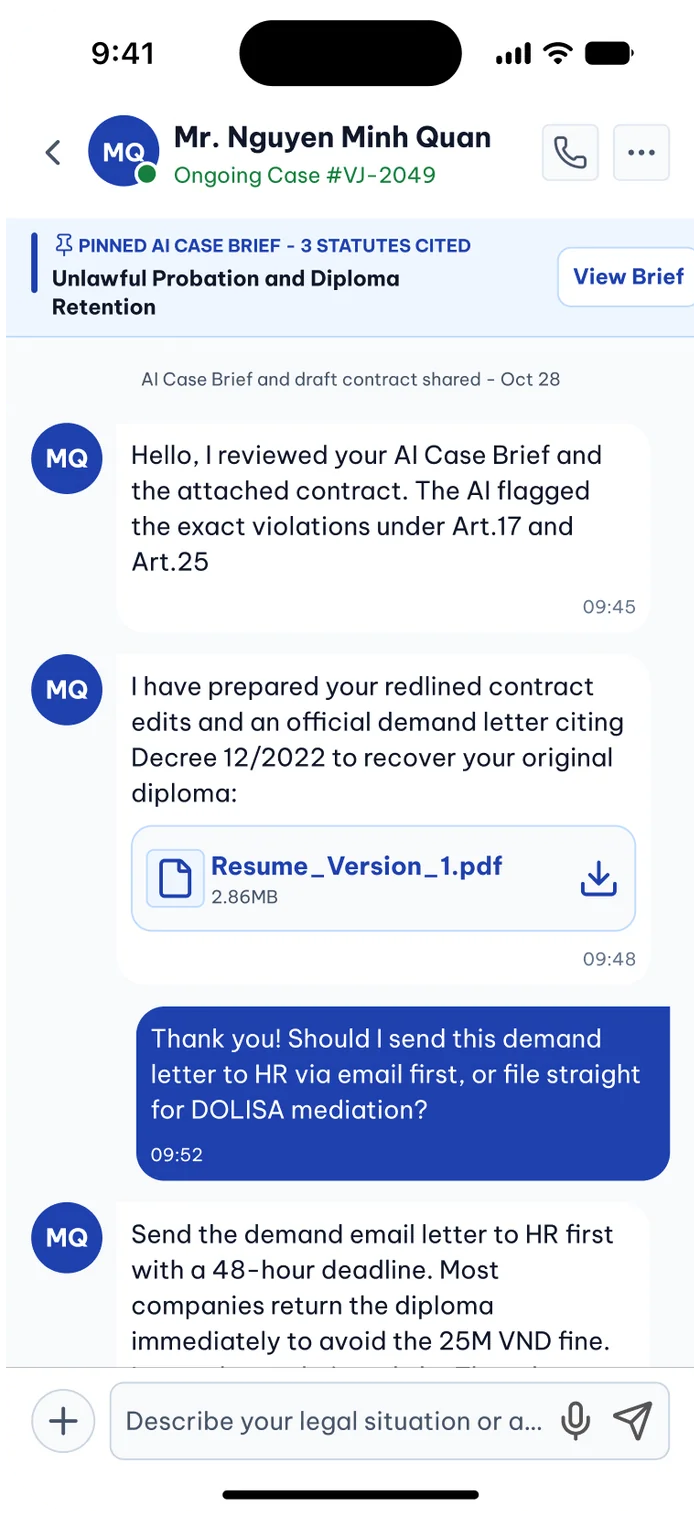 9:41
MQ
Mr. Nguyen Minh Quan
Ongoing Case #VJ-2049
PINNED AI CASE BRIEF - 3 STATUTES CITED
Unlawful Probation and Diploma
Retention
View Brief
AI Case Brief and draft contract shared - Oct 28
MQ
Hello, I reviewed your AI Case Brief and
the attached contract. The AI flagged
the exact violations under Art.17 and
Art.25
09:45
MQ
I have prepared your redlined contract
edits and an official demand letter citing
Decree 12/2022 to recover your original
diploma:
Resume_Version_1.pdf
2.86MB
09:48
Thank you! Should I send this demand
letter to HR via email first, or file straight
for DOLISA mediation?
09:52
MQ
Send the demand email letter to HR first
with a 48-hour deadline. Most
companies return the diploma
immediately to avoid the 25M VND fine.
Describe your legal situation or a...